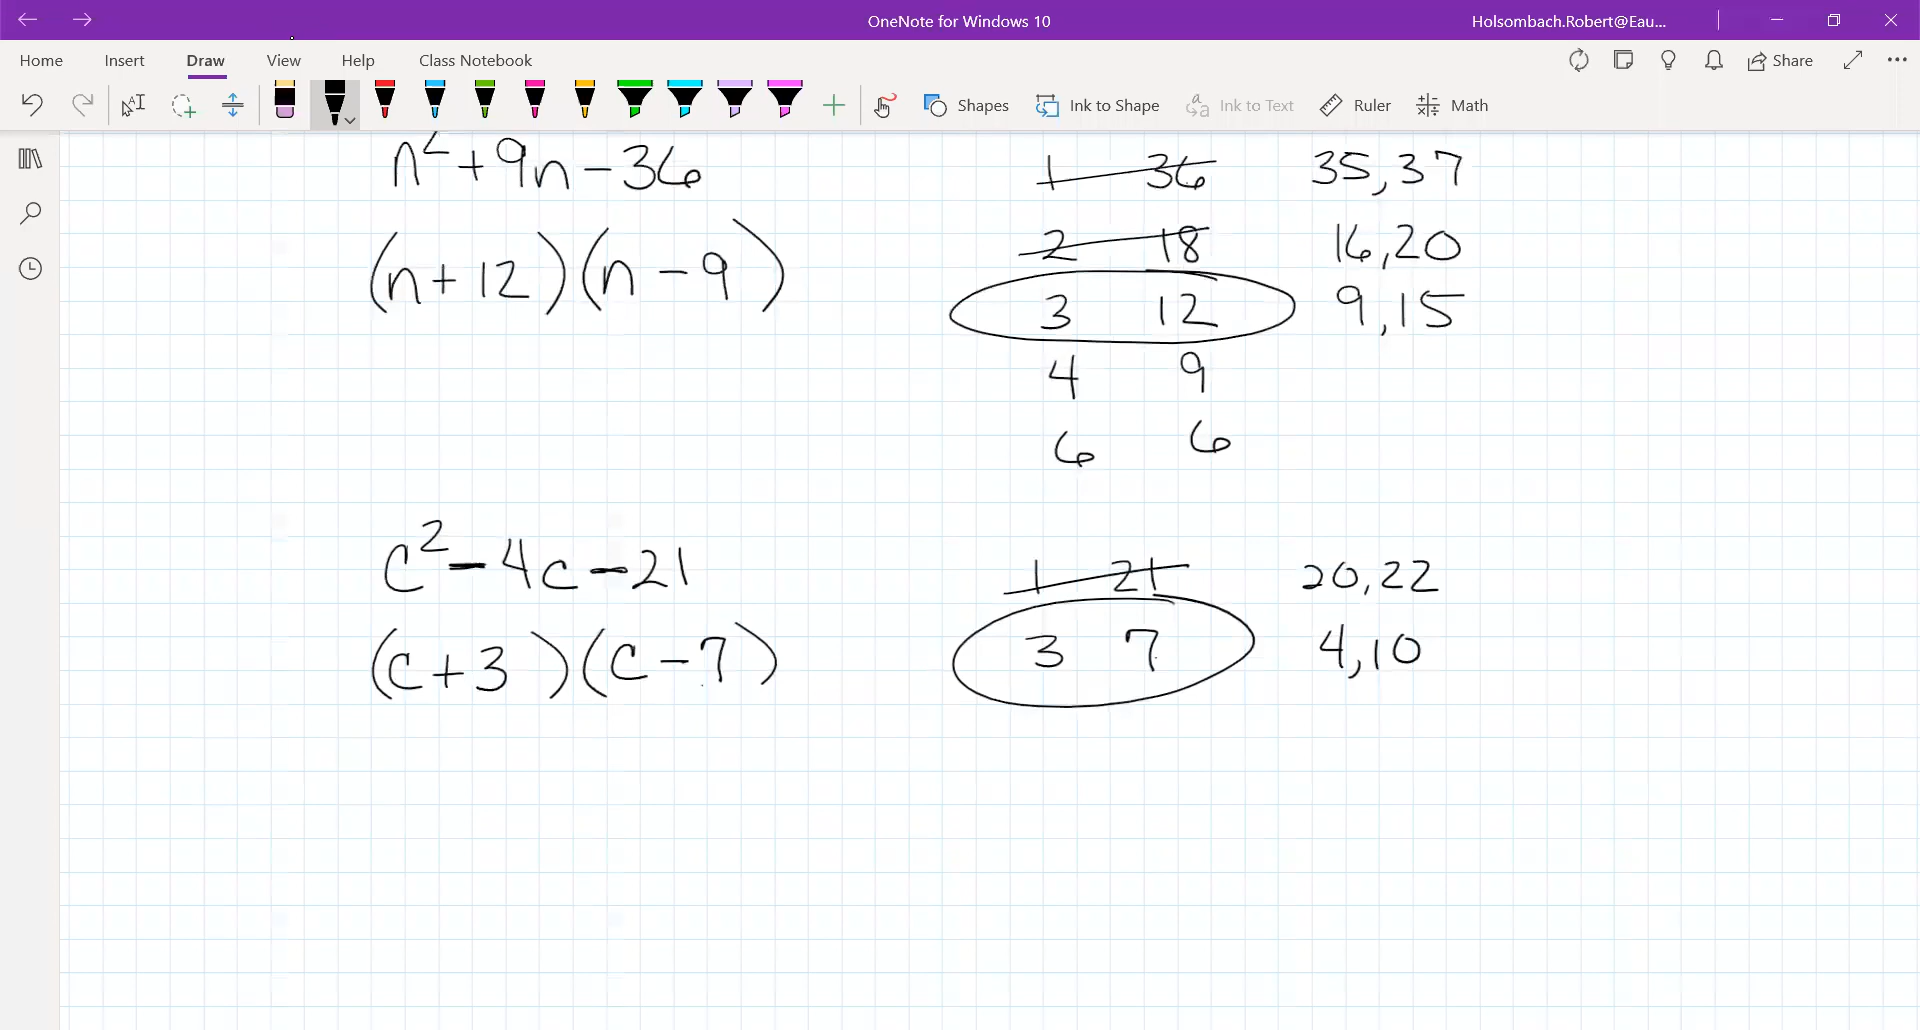 OneNote for Windows 10 Holsombach.Robert@Eau...
Home Insert Draw View Help Class Notebook Share
Shapes Ink to Shape Ink to Text Ruler Math
n² + 9n - 36 1 36 35, 37
(n + 12)(n - 9) 2 18 16, 20
3 12 9, 15
4 9
6 6
c² - 4c - 21 1 21 20, 22
(c + 3)(c - 7) 3 7 4, 10